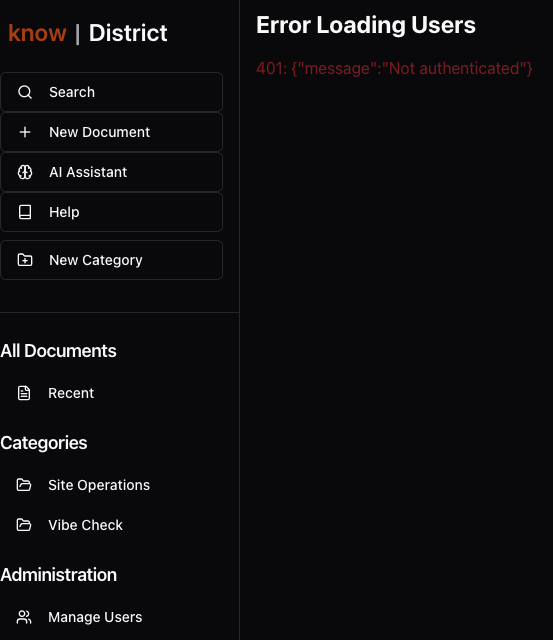 know | District
Search
New Document
AI Assistant
Help
New Category
All Documents
Recent
Categories
Site Operations
Vibe Check
Administration
Manage Users
Error Loading Users
401: {"message":"Not authenticated"}